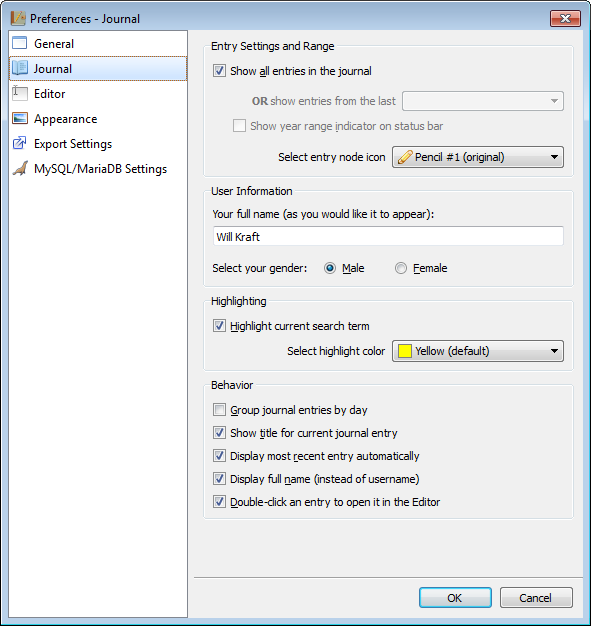 Preferences - Journal
General
Journal
Editor
Appearance
Export Settings
MySQL/MariaDB Settings
Entry Settings and Range
Show all entries in the journal
OR show entries from the last
Show year range indicator on status bar
Select entry node icon Pencil #1 (original)
User Information
Your full name (as you would like it to appear):
Will Kraft
Select your gender: Male Female
Highlighting
Highlight current search term
Select highlight color Yellow (default)
Behavior
Group journal entries by day
Show title for current journal entry
Display most recent entry automatically
Display full name (instead of username)
Double-click an entry to open it in the Editor
OK Cancel